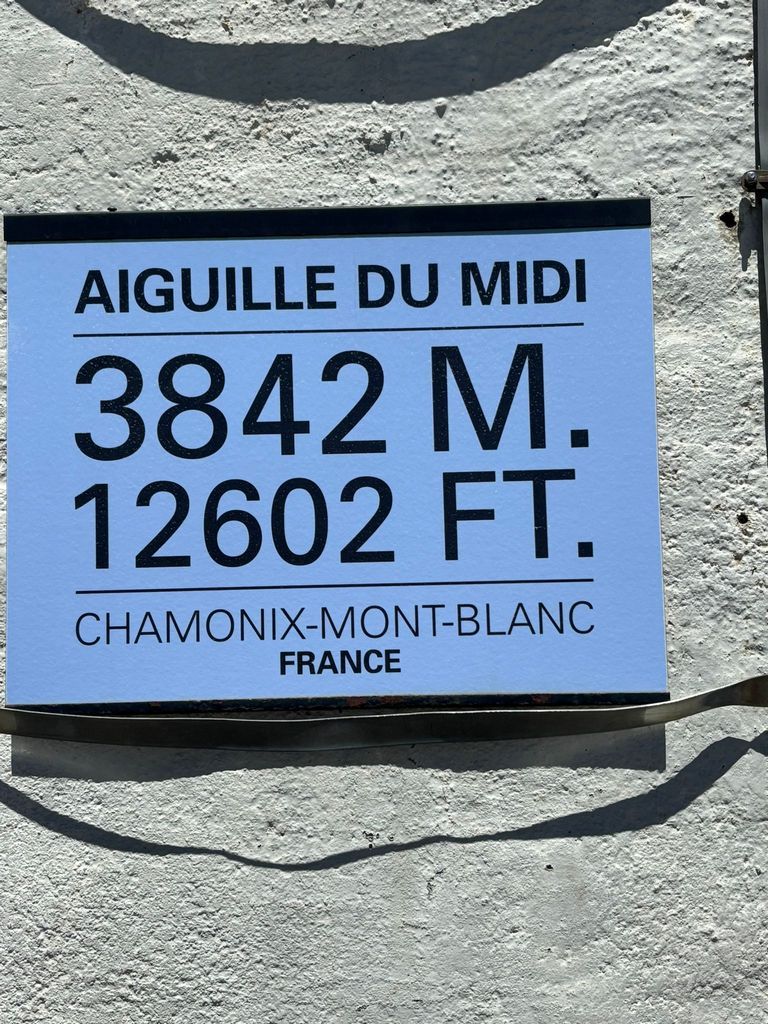 AIGUILLE DU MIDI
3842 M.
12602 FT.
CHAMONIX-MONT-BLANC
FRANCE